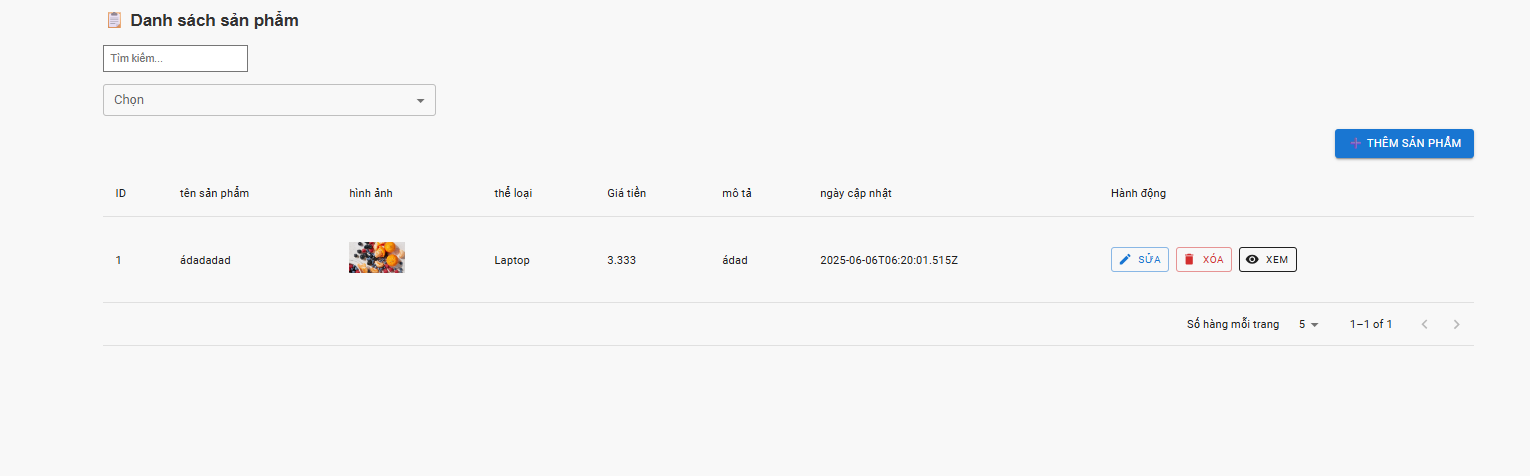 Danh sách sản phẩm
Tìm kiếm...
Chọn
THÊM SẢN PHẨM
ID tên sản phẩm hình ảnh thể loại Giá tiền mô tả ngày cập nhật Hành động
1 ádadadad Laptop 3.333 ádad 2025-06-06T06:20:01.515Z SỬA XÓA XEM
Số hàng mỗi trang 5 1–1 of 1